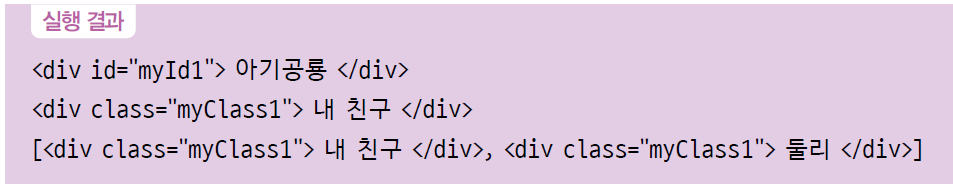 실행 결과
<div id="myId1"> 아기공룡 </div>
<div class="myClass1"> 내 친구 </div>
[<div class="myClass1"> 내 친구 </div>, <div class="myClass1"> 둘리 </div>]